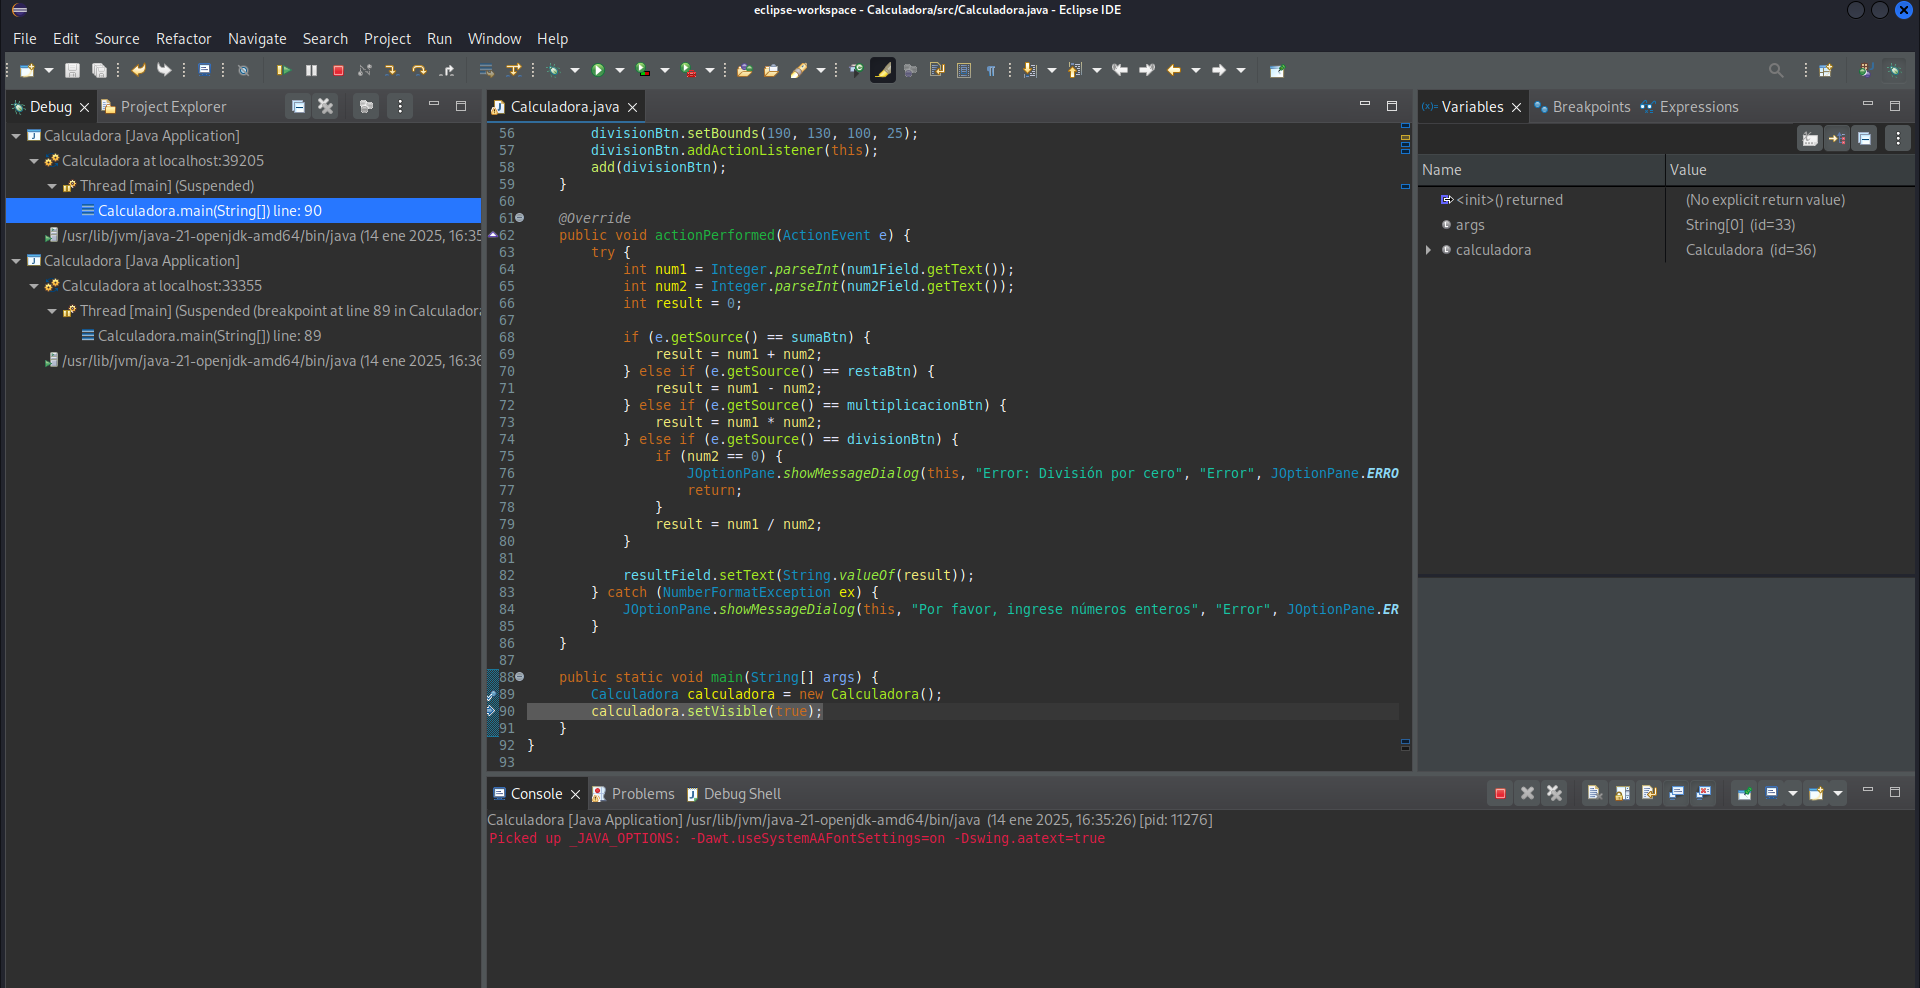 eclipse-workspace - Calculadora/src/Calculadora.java - Eclipse IDE
File Edit Source Refactor Navigate Search Project Run Window Help
Debug Project Explorer
Calculadora [Java Application]
Calculadora at localhost:39205
Thread [main] (Suspended)
Calculadora.main(String[]) line: 90
/usr/lib/jvm/java-21-openjdk-amd64/bin/java (14 ene 2025, 16:35
Calculadora [Java Application]
Calculadora at localhost:33355
Thread [main] (Suspended (breakpoint at line 89 in Calculadora
Calculadora.main(String[]) line: 89
/usr/lib/jvm/java-21-openjdk-amd64/bin/java (14 ene 2025, 16:36
Calculadora.java
56 divisionBtn.setBounds(190, 130, 100, 25);
57 divisionBtn.addActionListener(this);
58 add(divisionBtn);
59 }
60
61 @Override
62 public void actionPerformed(ActionEvent e) {
63 try {
64 int num1 = Integer.parseInt(num1Field.getText());
65 int num2 = Integer.parseInt(num2Field.getText());
66 int result = 0;
67
68 if (e.getSource() == sumaBtn) {
69 result = num1 + num2;
70 } else if (e.getSource() == restaBtn) {
71 result = num1 - num2;
72 } else if (e.getSource() == multiplicacionBtn) {
73 result = num1 * num2;
74 } else if (e.getSource() == divisionBtn) {
75 if (num2 == 0) {
76 JOptionPane.showMessageDialog(this, "Error: División por cero", "Error", JOptionPane.ERRO
77 return;
78 }
79 result = num1 / num2;
80 }
81
82 resultField.setText(String.valueOf(result));
83 } catch (NumberFormatException ex) {
84 JOptionPane.showMessageDialog(this, "Por favor, ingrese números enteros", "Error", JOptionPane.ER
85 }
86 }
87
88 public static void main(String[] args) {
89 Calculadora calculadora = new Calculadora();
90 calculadora.setVisible(true);
91 }
92 }
93
Variables Breakpoints Expressions
Name Value
<init>() returned (No explicit return value)
args String[0] (id=33)
calculadora Calculadora (id=36)
Console Problems Debug Shell
Calculadora [Java Application] /usr/lib/jvm/java-21-openjdk-amd64/bin/java (14 ene 2025, 16:35:26) [pid: 11276]
Picked up _JAVA_OPTIONS: -Dawt.useSystemAAFontSettings=on -Dswing.aatext=true